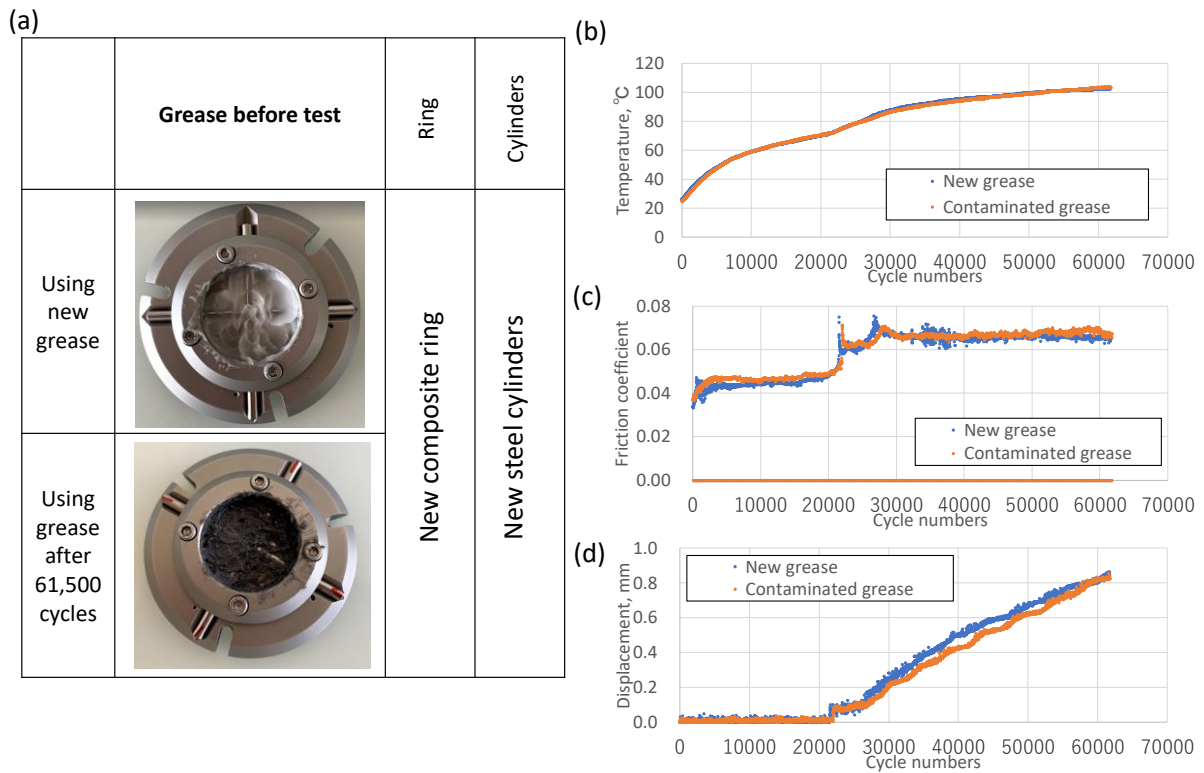 (a)
Grease before test
Ring
Cylinders
Using
new
grease
Using
grease
after
61,500
cycles
New composite ring
New steel cylinders
(b)
Temperature, ℃
120
100
80
60
40
20
0
0 10000 20000 30000 40000 50000 60000 70000
Cycle numbers
New grease
Contaminated grease
(c)
Friction coefficient
0.08
0.06
0.04
0.02
0.00
0 10000 20000 30000 40000 50000 60000 70000
Cycle numbers
New grease
Contaminated grease
(d)
Displacement, mm
1.0
0.8
0.6
0.4
0.2
0.0
0 10000 20000 30000 40000 50000 60000 70000
Cycle numbers
New grease
Contaminated grease